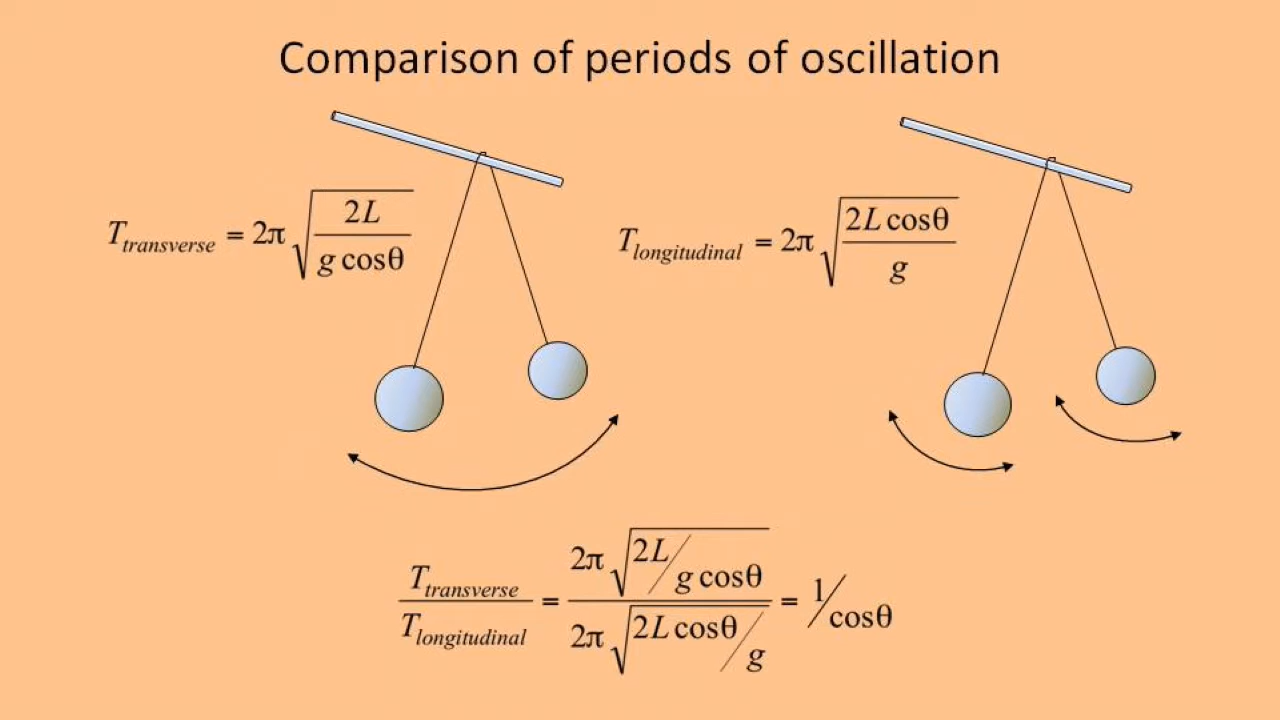 Comparison of periods of oscillation
T_transverse = 2π√(2L / g cosθ)
T_longitudinal = 2π√(2L cosθ / g)
T_transverse / T_longitudinal = 2π√(2L / g cosθ) / 2π√(2L cosθ / g) = 1/cosθ